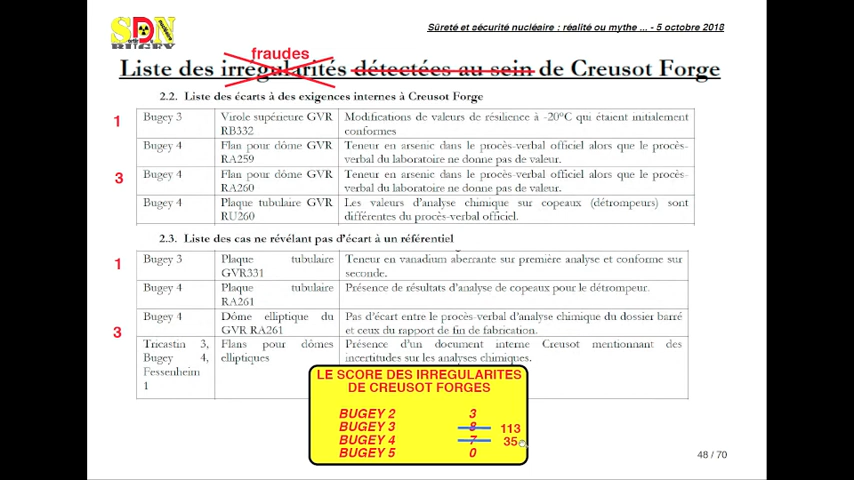 SDN
nucléaire
BUGEY
Sûreté et sécurité nucléaire : réalité ou mythe ... - 5 octobre 2018
fraudes
Liste des irrégularités détectées au sein de Creusot Forge
2.2. Liste des écarts à des exigences internes à Creusot Forge
1
Bugey 3 Virole supérieure GVR RB332 Modifications de valeurs de résilience à -20°C qui étaient initialement
conformes
Bugey 4 Flan pour dôme GVR Teneur en arsenic dans le procès-verbal officiel alors que le procès-
RA259 verbal du laboratoire ne donne pas de valeur.
3
Bugey 4 Flan pour dôme GVR Teneur en arsenic dans le procès-verbal officiel alors que le procès-
RA260 verbal du laboratoire ne donne pas de valeur.
Bugey 4 Plaque tubulaire GVR Les valeurs d'analyse chimique sur copeaux (détrompeurs) sont
RU260 différentes du procès-verbal officiel.
2.3. Liste des cas ne révélant pas d'écart à un référentiel
1
Bugey 3 Plaque tubulaire Teneur en vanadium aberrante sur première analyse et conforme sur
GVR331 seconde.
Bugey 4 Plaque tubulaire Présence de résultats d'analyse de copeaux pour le détrompeur.
RA261
3
Bugey 4 Dôme elliptique du Pas d'écart entre le procès-verbal d'analyse chimique du dossier barré
GVR RA261 et ceux du rapport de fin de fabrication.
Tricastin 3, Flans pour dômes Présence d'un document interne Creusot mentionnant des
Bugey 4, elliptiques incertitudes sur les analyses chimiques.
Fessenheim
1
LE SCORE DES IRREGULARITES
DE CREUSOT FORGES
BUGEY 2 3
BUGEY 3 8 113
BUGEY 4 7 35
BUGEY 5 0
48 / 70